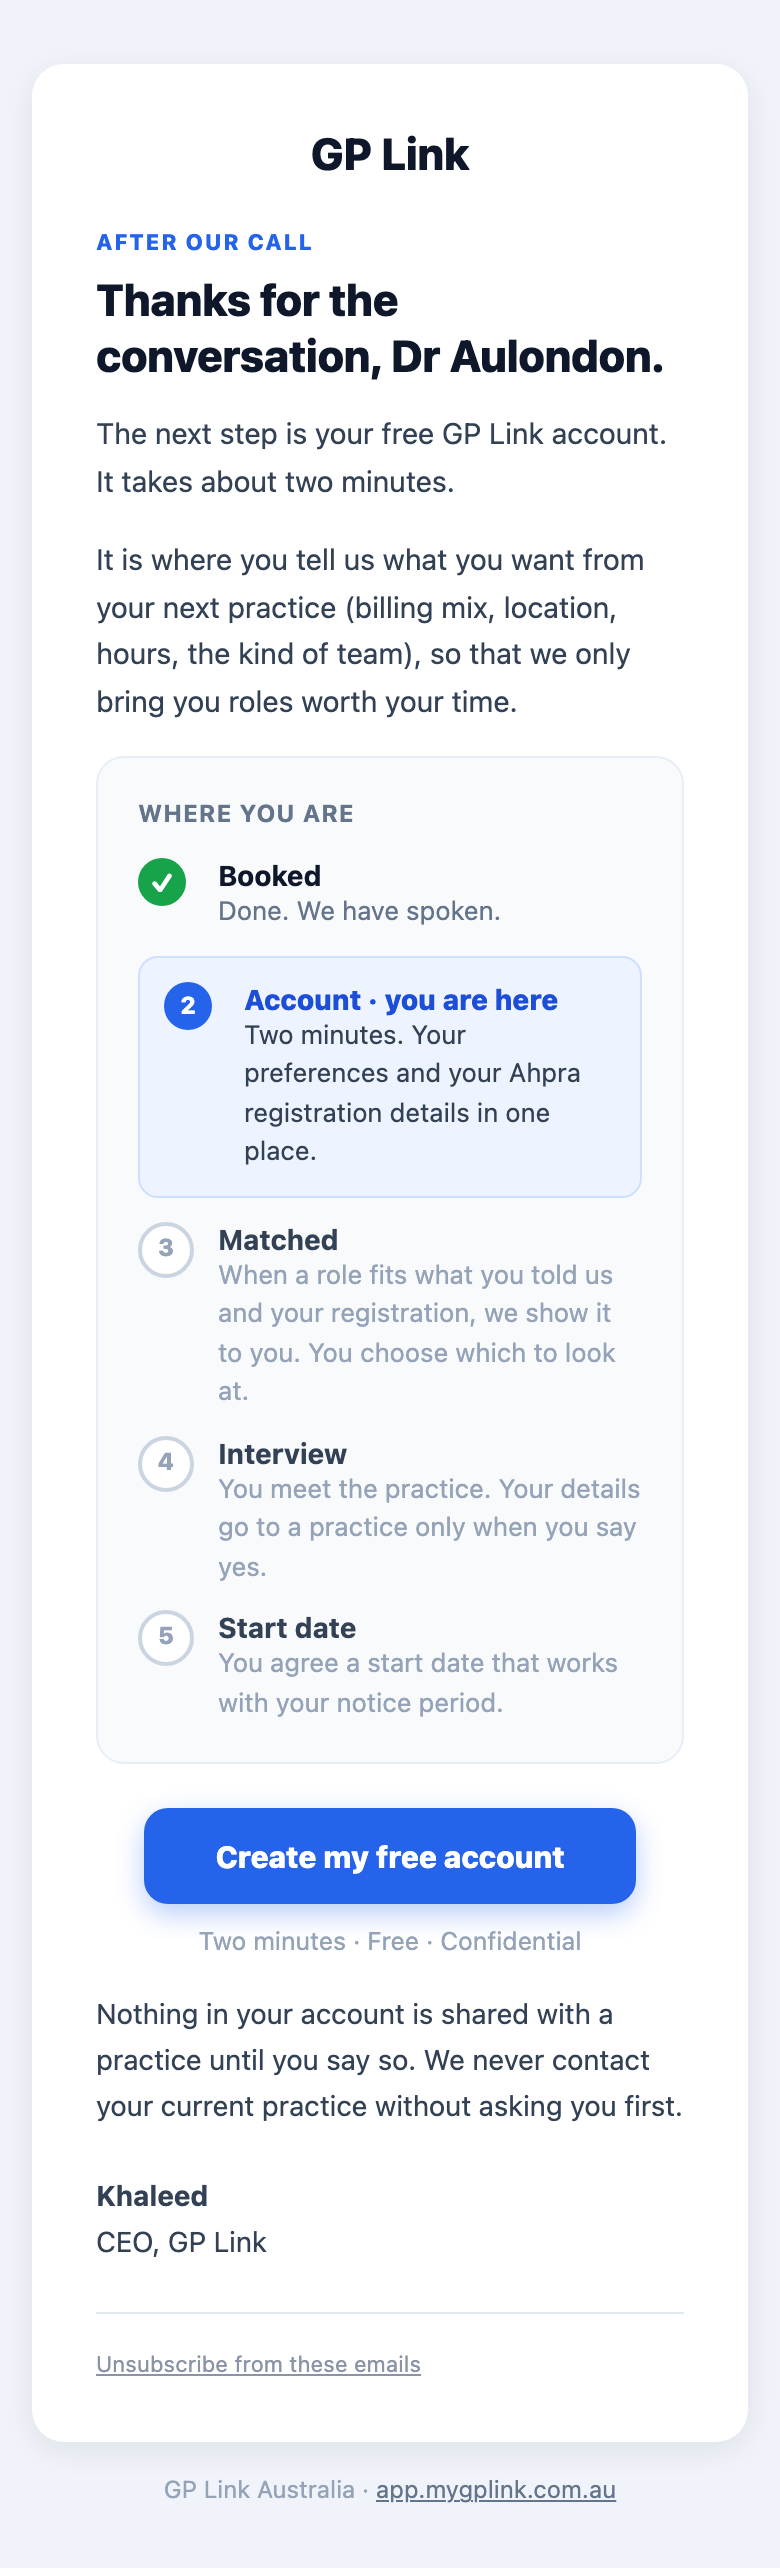 GP Link
AFTER OUR CALL
Thanks for the
conversation, Dr Aulondon.
The next step is your free GP Link account.
It takes about two minutes.
It is where you tell us what you want from
your next practice (billing mix, location,
hours, the kind of team), so that we only
bring you roles worth your time.
WHERE YOU ARE
Booked
Done. We have spoken.
2
Account · you are here
Two minutes. Your
preferences and your Ahpra
registration details in one
place.
3
Matched
When a role fits what you told us
and your registration, we show it
to you. You choose which to look
at.
4
Interview
You meet the practice. Your details
go to a practice only when you say
yes.
5
Start date
You agree a start date that works
with your notice period.
Create my free account
Two minutes · Free · Confidential
Nothing in your account is shared with a
practice until you say so. We never contact
your current practice without asking you first.
Khaleed
CEO, GP Link
Unsubscribe from these emails
GP Link Australia · app.mygplink.com.au